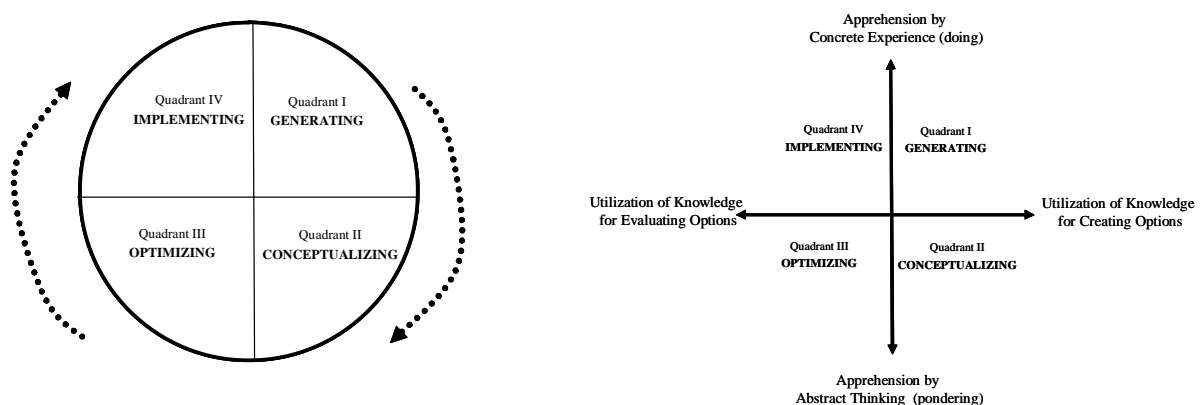 Quadrant IV
IMPLEMENTING
Quadrant I
GENERATING
Quadrant III
OPTIMIZING
Quadrant II
CONCEPTUALIZING
Apprehension by
Concrete Experience (doing)
Quadrant IV
IMPLEMENTING
Quadrant I
GENERATING
Utilization of Knowledge
for Evaluating Options
Utilization of Knowledge
for Creating Options
Quadrant III
OPTIMIZING
Quadrant II
CONCEPTUALIZING
Apprehension by
Abstract Thinking (pondering)